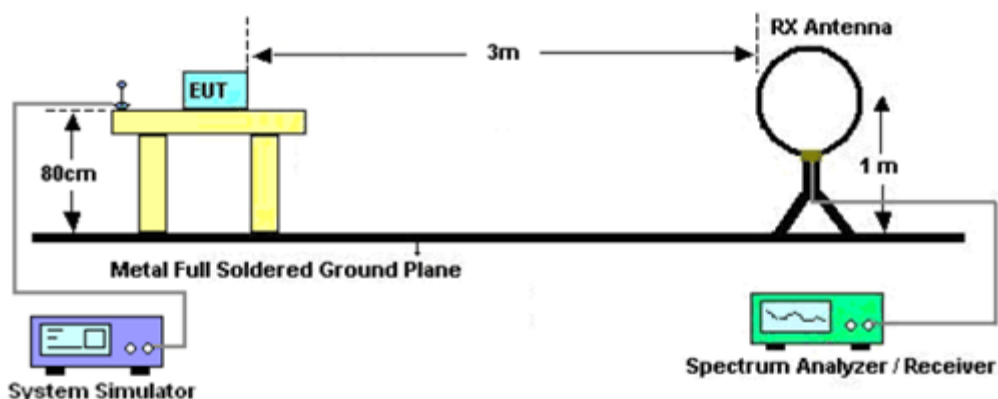 RX Antenna
3m
EUT
80cm
1 m
Metal Full Soldered Ground Plane
System Simulator
Spectrum Analyzer / Receiver